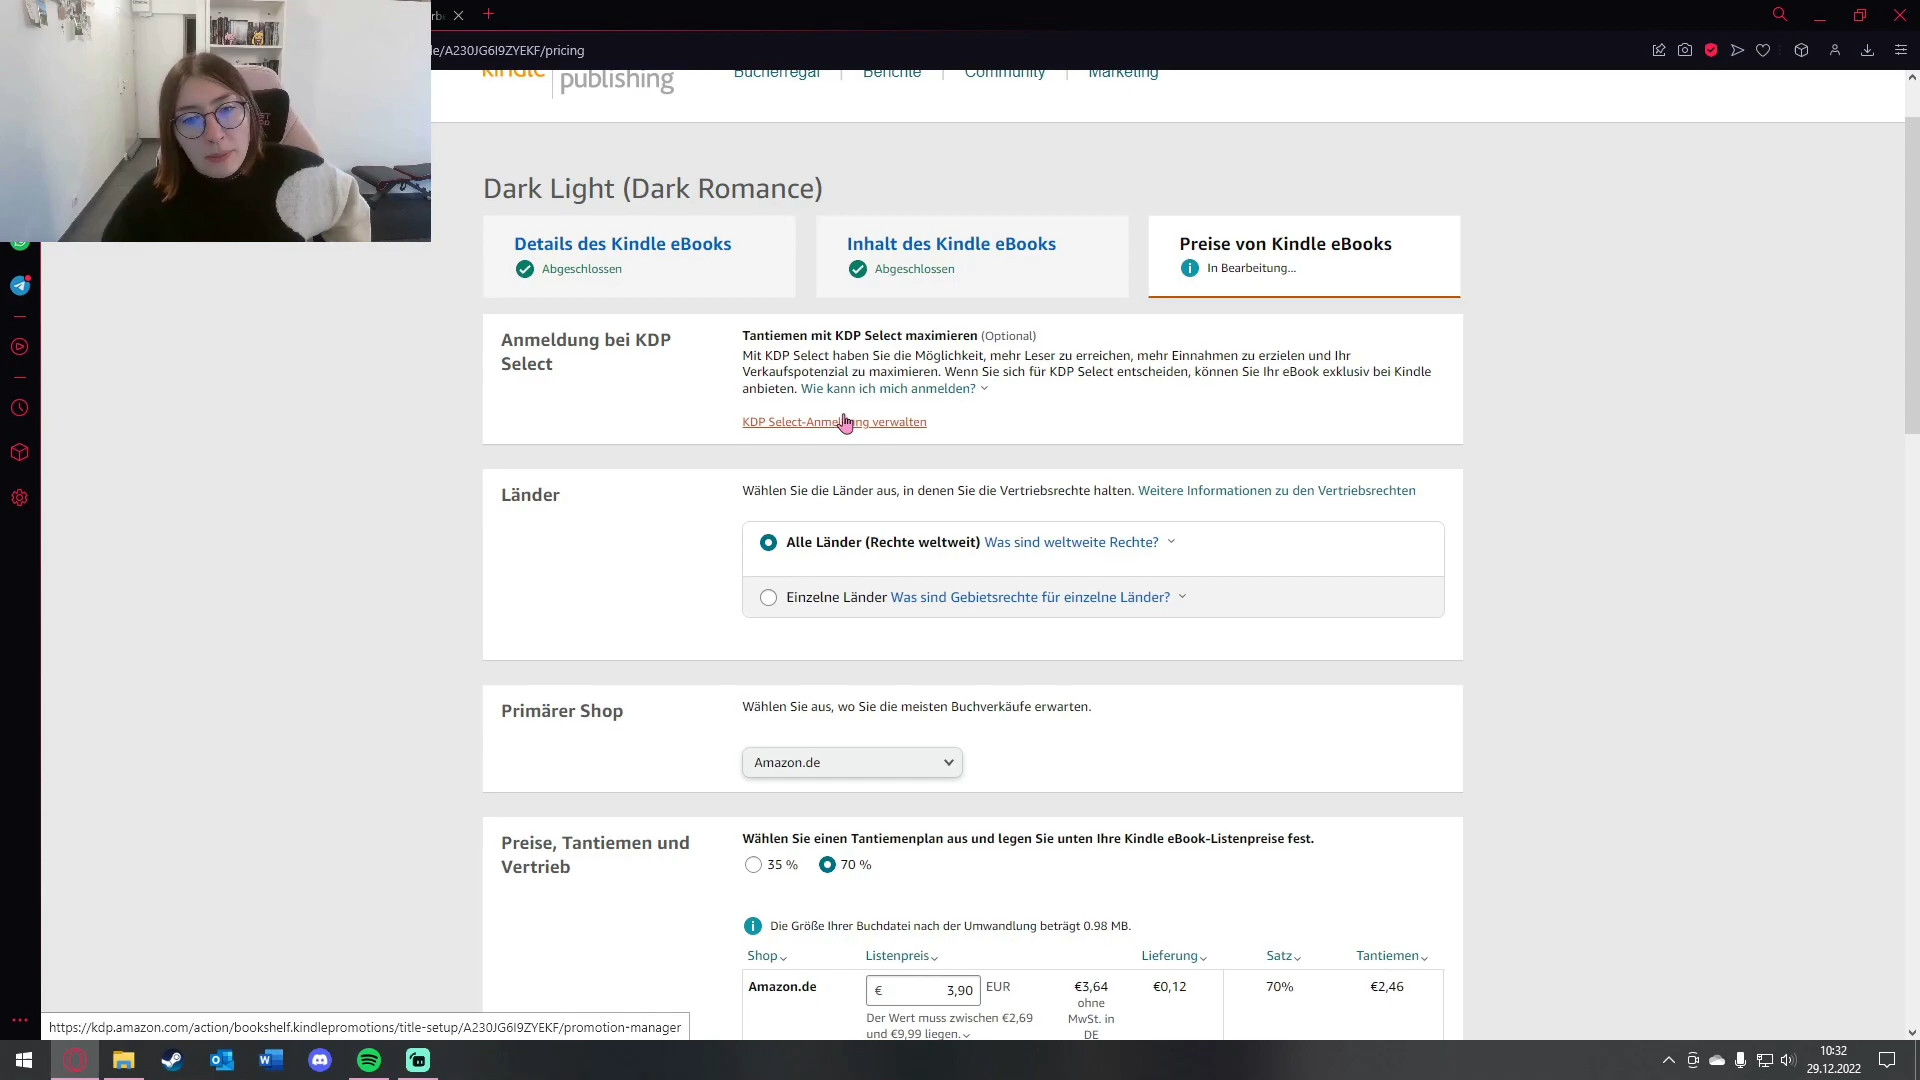 le/A230JG6I9ZYEKF/pricing
kindle
publishing
Bücherregal
Berichte
Community
Marketing
Dark Light (Dark Romance)
Details des Kindle eBooks
Abgeschlossen
Inhalt des Kindle eBooks
Abgeschlossen
Preise von Kindle eBooks
In Bearbeitung...
Anmeldung bei KDP
Select
Tantiemen mit KDP Select maximieren (Optional)
Mit KDP Select haben Sie die Möglichkeit, mehr Leser zu erreichen, mehr Einnahmen zu erzielen und Ihr
Verkaufspotenzial zu maximieren. Wenn Sie sich für KDP Select entscheiden, können Sie Ihr eBook exklusiv bei Kindle
anbieten. Wie kann ich mich anmelden?
KDP Select-Anmeldung verwalten
Länder
Wählen Sie die Länder aus, in denen Sie die Vertriebsrechte halten. Weitere Informationen zu den Vertriebsrechten
Alle Länder (Rechte weltweit) Was sind weltweite Rechte?
Einzelne Länder Was sind Gebietsrechte für einzelne Länder?
Primärer Shop
Wählen Sie aus, wo Sie die meisten Buchverkäufe erwarten.
Amazon.de
Preise, Tantiemen und
Vertrieb
Wählen Sie einen Tantiemenplan aus und legen Sie unten Ihre Kindle eBook-Listenpreise fest.
35 %
70 %
Die Größe Ihrer Buchdatei nach der Umwandlung beträgt 0.98 MB.
Shop
Listenpreis
Lieferung
Satz
Tantiemen
Amazon.de
€ 3,90 EUR
Der Wert muss zwischen €2,69
und €9,99 liegen.
€3,64
ohne
MwSt. in
DE
€0,12
70%
€2,46
https://kdp.amazon.com/action/bookshelf.kindlepromotions/title-setup/A230JG6I9ZYEKF/promotion-manager
10:32
29.12.2022